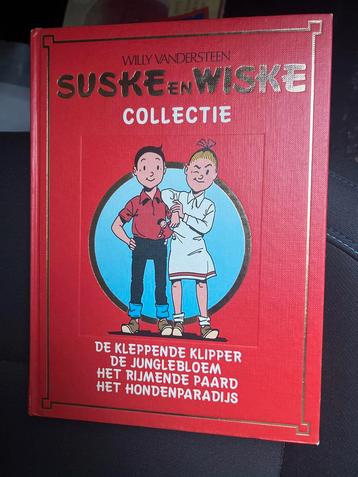 WILLY VANDERSTEEN
SUSKE EN WISKE
COLLECTIE
DE KLEPPENDE KLIPPER
DE JUNGLEBLOEM
HET RIJMENDE PAARD
HET HONDENPARADIJS